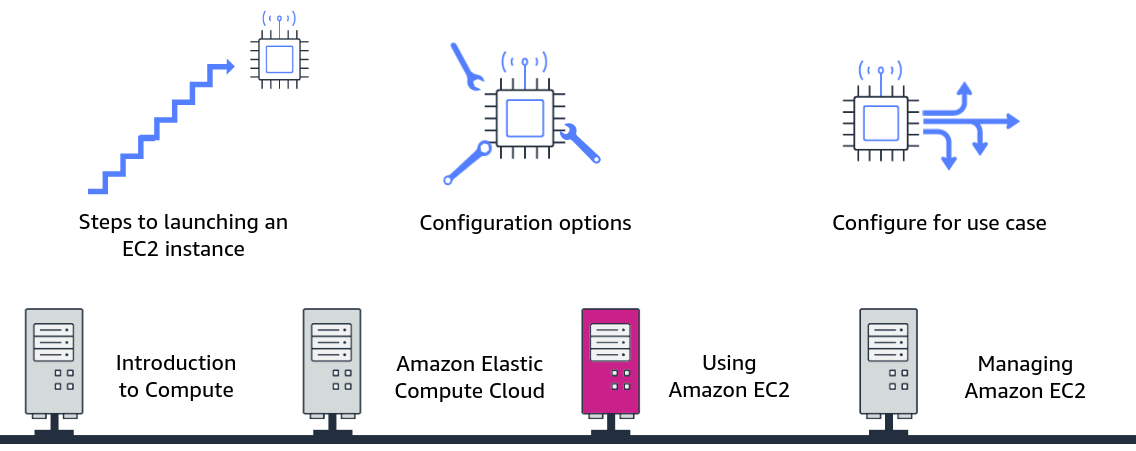 Steps to launching an
EC2 instance
Configuration options
Configure for use case
Introduction
to Compute
Amazon Elastic
Compute Cloud
Using
Amazon EC2
Managing
Amazon EC2